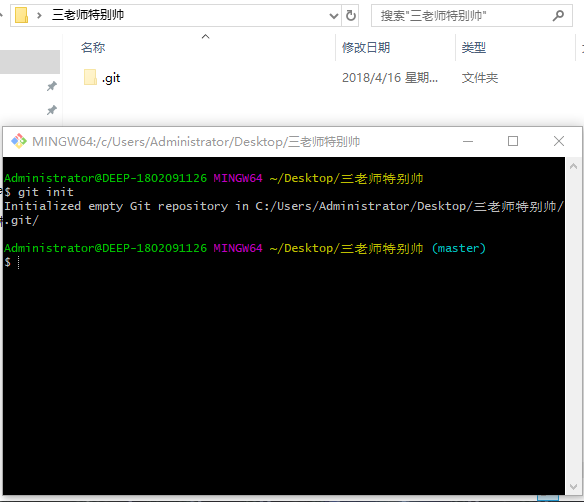 三老师特别帅
搜索"三老师特别帅"
名称 修改日期 类型
.git 2018/4/16 星期... 文件夹
MINGW64:/c/Users/Administrator/Desktop/三老师特别帅
Administrator@DEEP-1802091126 MINGW64 ~/Desktop/三老师特别帅
$ git init
Initialized empty Git repository in C:/Users/Administrator/Desktop/三老师特别帅/
.git/
Administrator@DEEP-1802091126 MINGW64 ~/Desktop/三老师特别帅 (master)
$